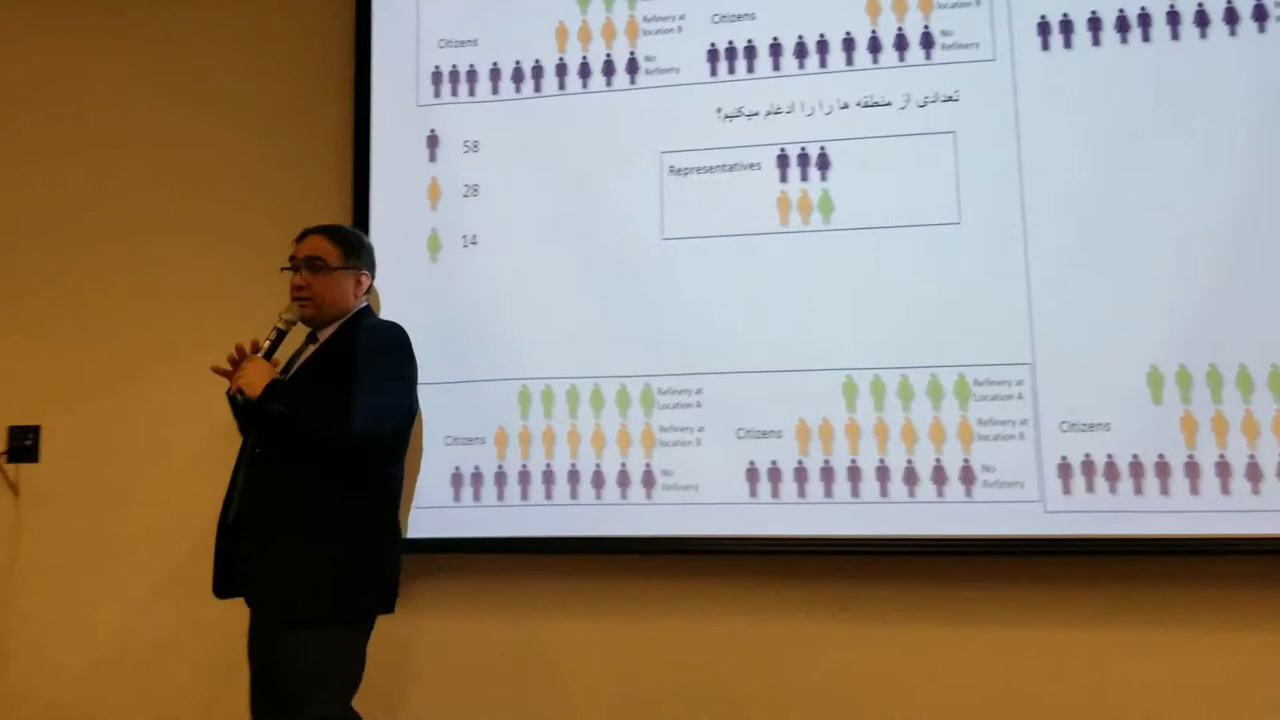 Refinery at
location B
Citizens
No
Refinery
location B
Citizens
No
Refinery
تعدادی از منطقه ها را را ادغام میکنیم؟
58
28
14
Representatives
Refinery at
Location A
Citizens
Refinery at
location B
No
Refinery
Refinery at
Location A
Citizens
Refinery at
location B
No
Refinery
Citizens